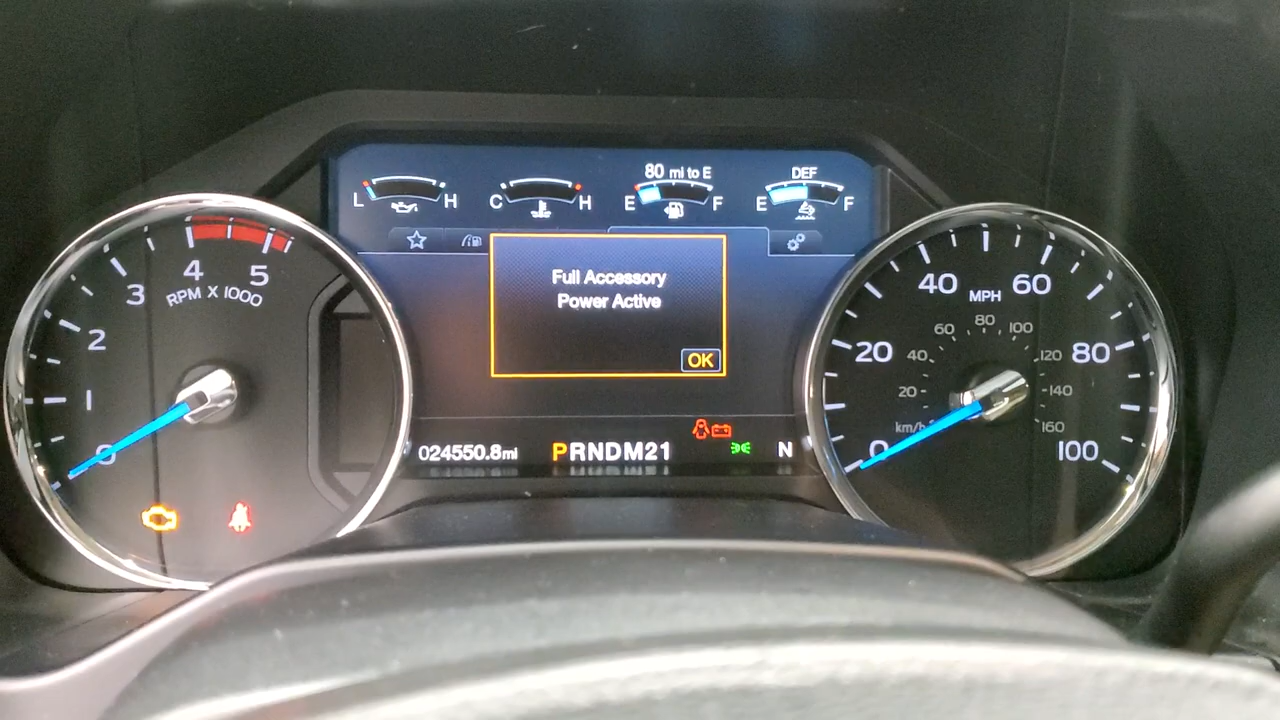 80 mi to E
DEF
L H
C H
E F
E F
Full Accessory
Power Active
OK
024550.8mi
PRNDM21
N
0
1
2
3
4
5
RPM X 1000
0
20
40
60
80
100
MPH
km/h
20
40
60
80
100
120
140
160